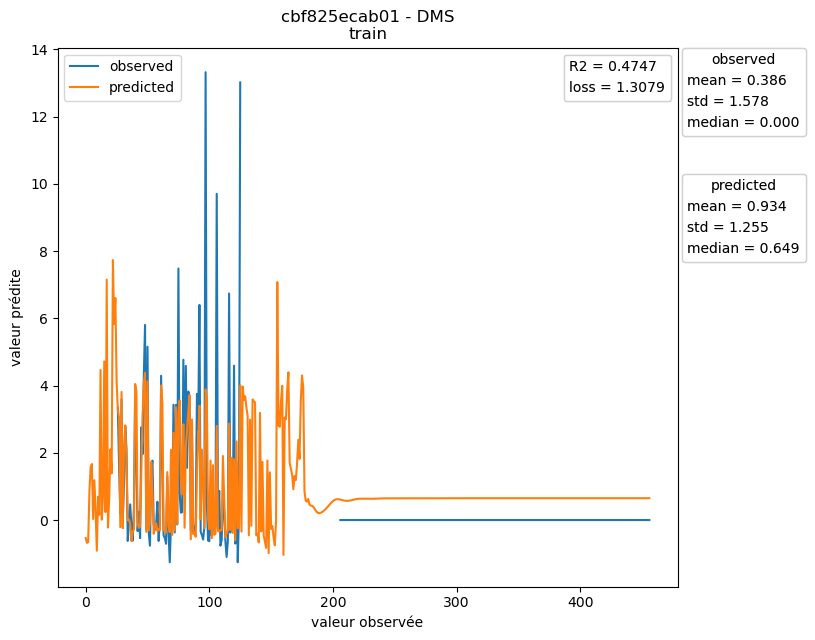 cbf825ecab01 - DMS
train
observed
predicted
R2 = 0.4747
loss = 1.3079
observed
mean = 0.386
std = 1.578
median = 0.000
predicted
mean = 0.934
std = 1.255
median = 0.649
14
12
10
8
6
4
2
0
valeur prédite
0
100
200
300
400
valeur observée